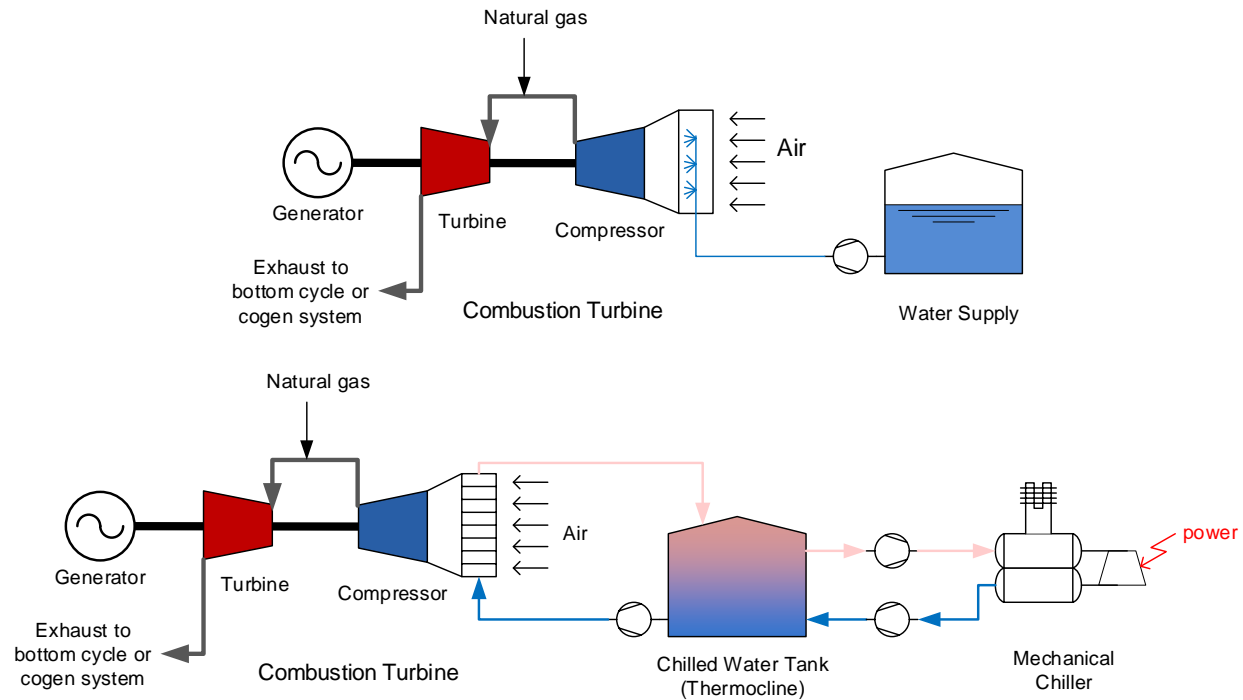 Natural gas
Air
Generator
Turbine
Compressor
Exhaust to
bottom cycle or
cogen system
Combustion Turbine
Water Supply
Natural gas
Air
power
Generator
Turbine
Compressor
Exhaust to
bottom cycle or
cogen system
Combustion Turbine
Chilled Water Tank
(Thermocline)
Mechanical
Chiller